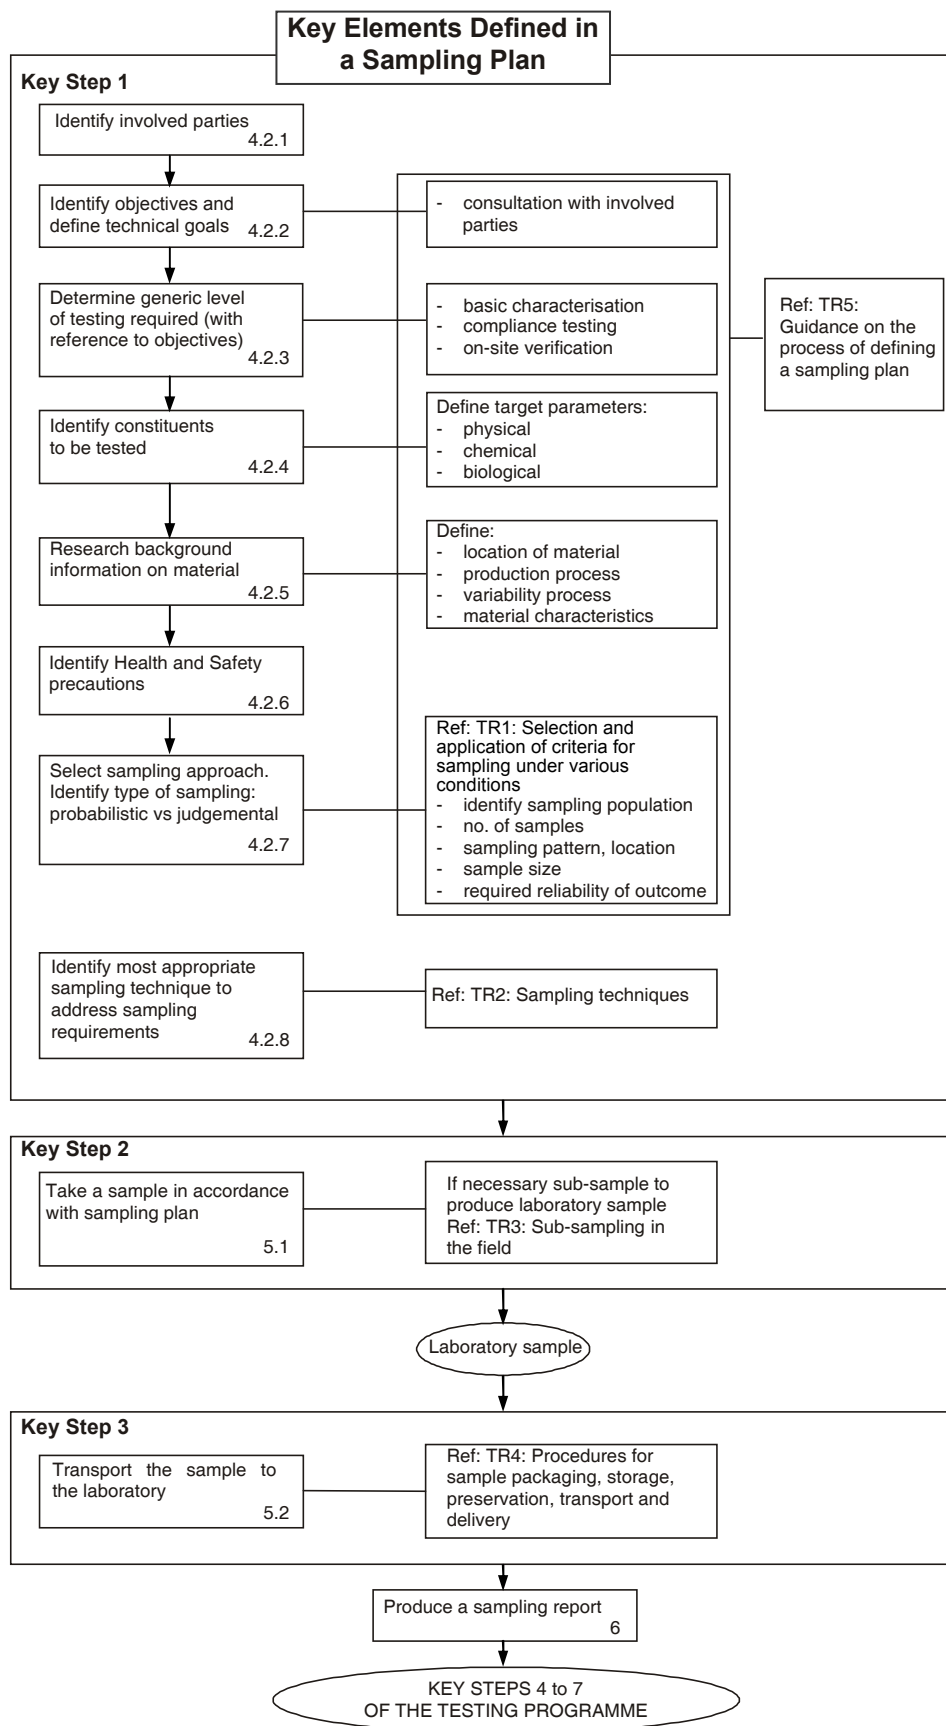 Key Elements Defined in
a Sampling Plan
Key Step 1
Identify involved parties
4.2.1
Identify objectives and
define technical goals
4.2.2
- consultation with involved
parties
Determine generic level
of testing required (with
reference to objectives)
4.2.3
- basic characterisation
- compliance testing
- on-site verification
Ref: TR5:
Guidance on the
process of defining
a sampling plan
Identify constituents
to be tested
4.2.4
Define target parameters:
- physical
- chemical
- biological
Research background
information on material
4.2.5
Define:
- location of material
- production process
- variability process
- material characteristics
Identify Health and Safety
precautions
4.2.6
Select sampling approach.
Identify type of sampling:
probabilistic vs judgemental
4.2.7
Ref: TR1: Selection and
application of criteria for
sampling under various
conditions
- identify sampling population
- no. of samples
- sampling pattern, location
- sample size
- required reliability of outcome
Identify most appropriate
sampling technique to
address sampling
requirements
4.2.8
Ref: TR2: Sampling techniques
Key Step 2
Take a sample in accordance
with sampling plan
5.1
If necessary sub-sample to
produce laboratory sample
Ref: TR3: Sub-sampling in
the field
Laboratory sample
Key Step 3
Transport the sample to
the laboratory
5.2
Ref: TR4: Procedures for
sample packaging, storage,
preservation, transport and
delivery
Produce a sampling report
6
KEY STEPS 4 to 7
OF THE TESTING PROGRAMME